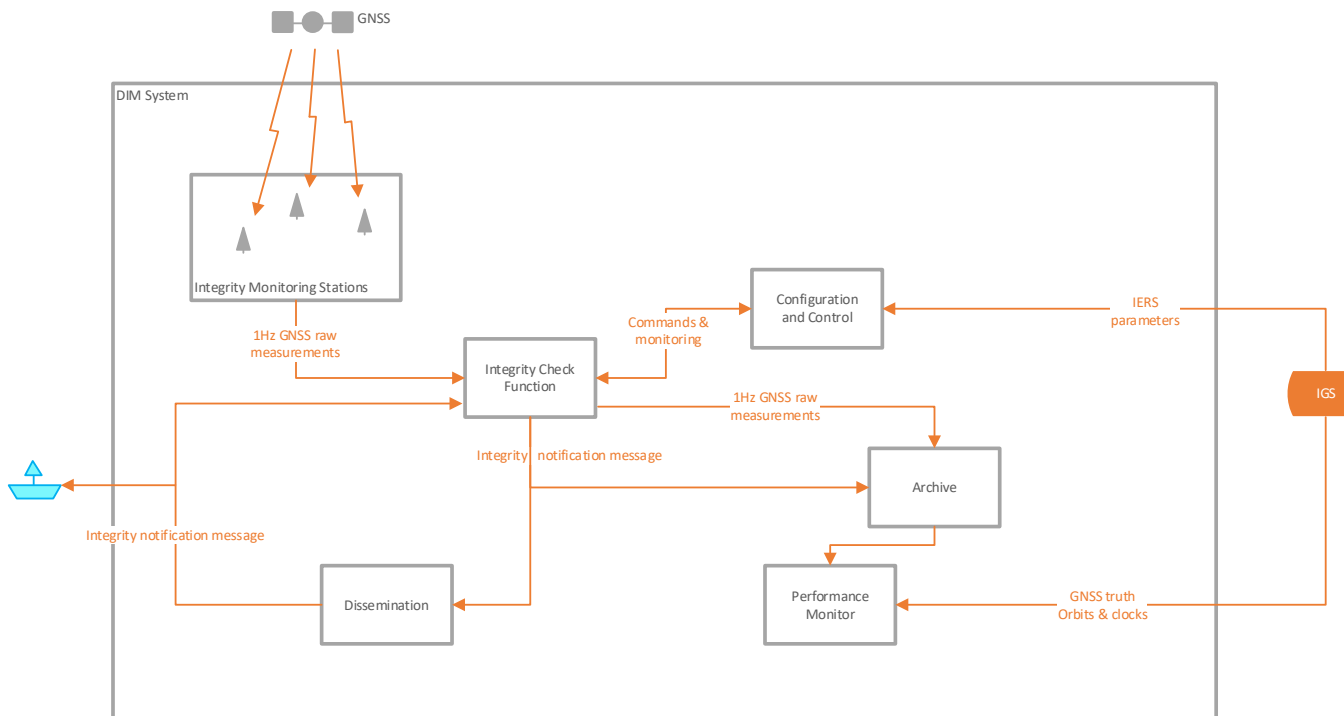 GNSS
DIM System
Integrity Monitoring Stations
1Hz GNSS raw
measurements
Commands &
monitoring
Configuration
and Control
IERS
parameters
Integrity Check
Function
1Hz GNSS raw
measurements
IGS
Integrity notification message
Archive
Integrity notification message
Dissemination
Performance
Monitor
GNSS truth
Orbits & clocks